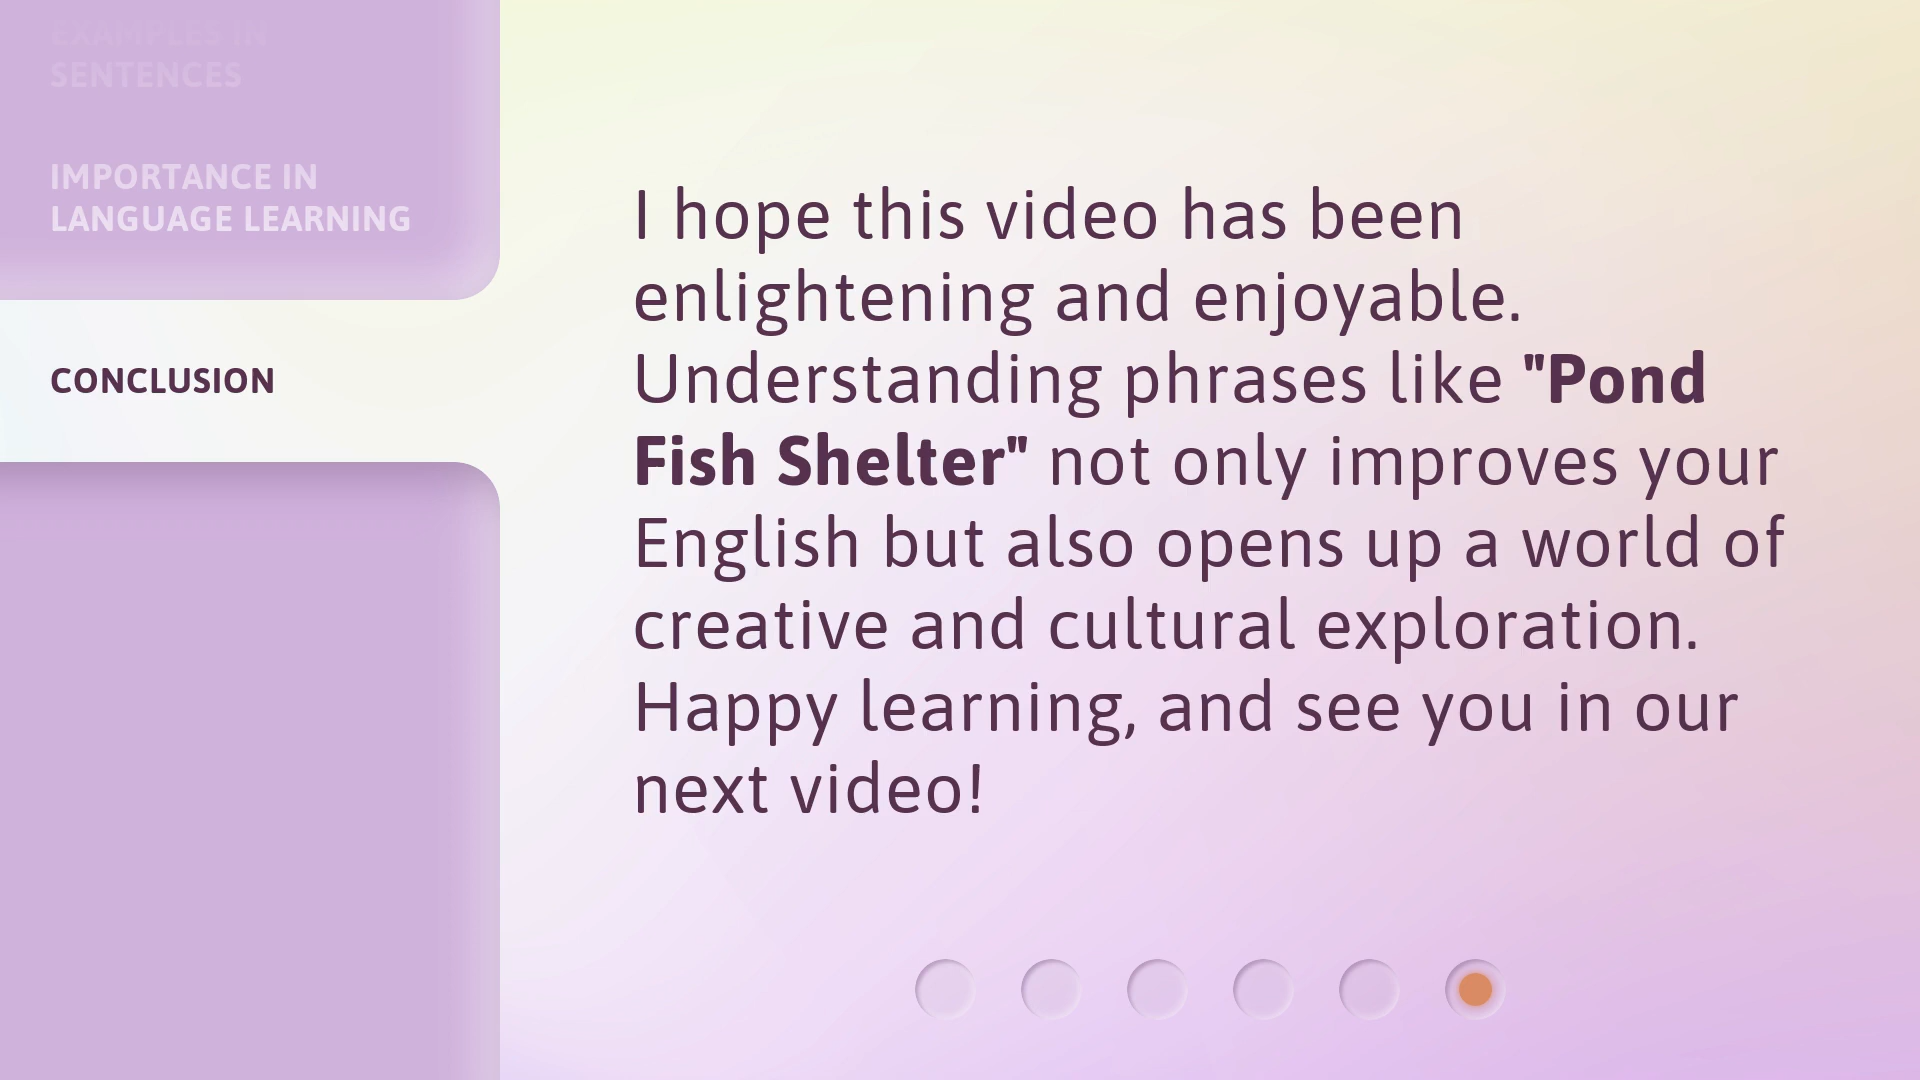 EXAMPLES IN
SENTENCES
IMPORTANCE IN
LANGUAGE LEARNING
CONCLUSION
I hope this video has been
enlightening and enjoyable.
Understanding phrases like "Pond
Fish Shelter" not only improves your
English but also opens up a world of
creative and cultural exploration.
Happy learning, and see you in our
next video!